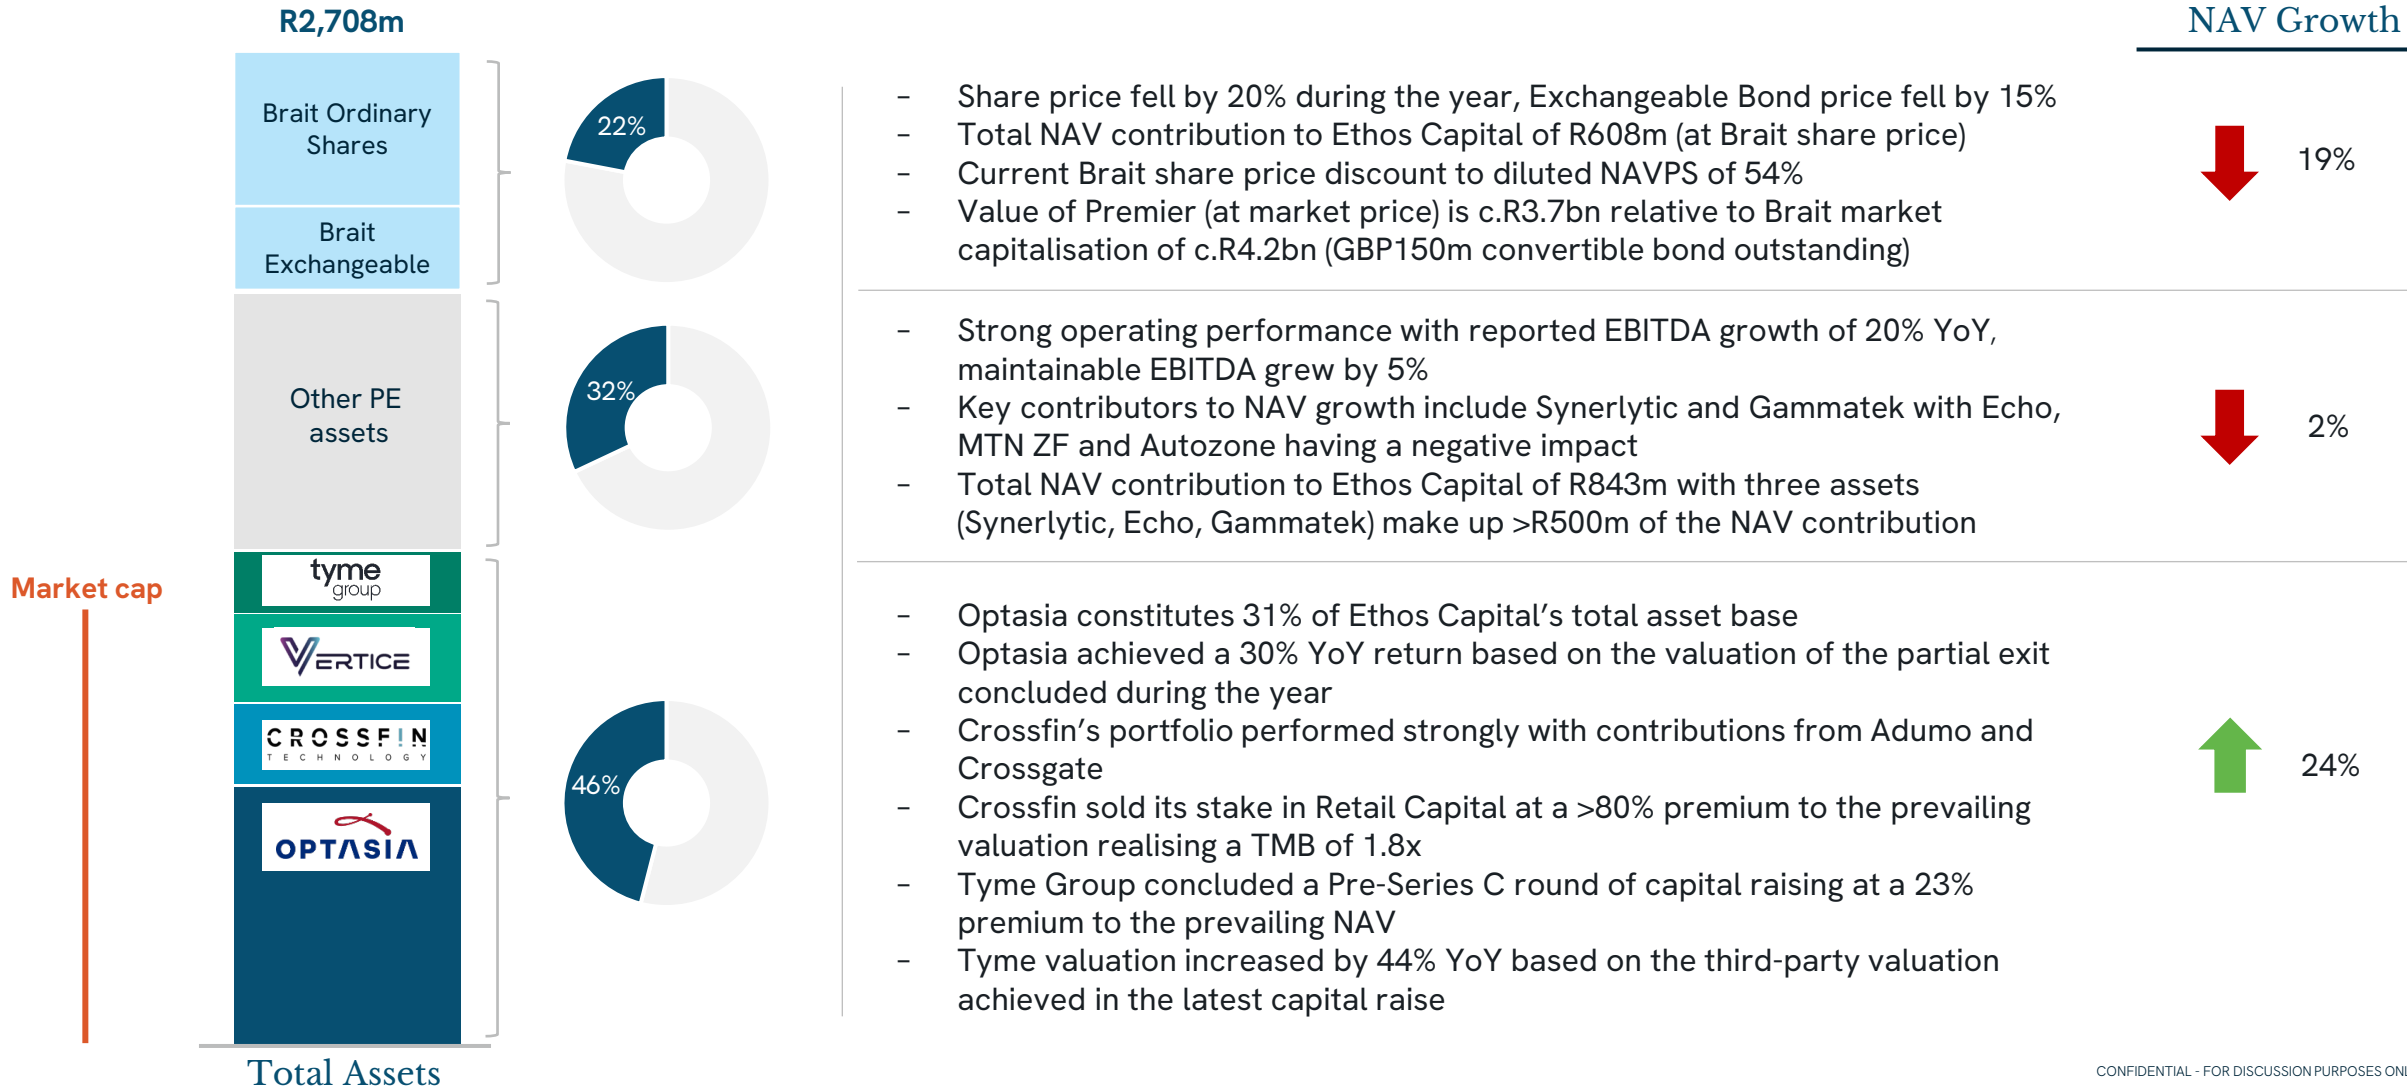 R2,708m
NAV Growth
Brait Ordinary
Shares
Brait
Exchangeable
22%
– Share price fell by 20% during the year, Exchangeable Bond price fell by 15%
– Total NAV contribution to Ethos Capital of R608m (at Brait share price)
– Current Brait share price discount to diluted NAVPS of 54%
– Value of Premier (at market price) is c.R3.7bn relative to Brait market
capitalisation of c.R4.2bn (GBP150m convertible bond outstanding)
19%
Other PE
assets
32%
– Strong operating performance with reported EBITDA growth of 20% YoY,
maintainable EBITDA grew by 5%
– Key contributors to NAV growth include Synerlytic and Gammatek with Echo,
MTN ZF and Autozone having a negative impact
– Total NAV contribution to Ethos Capital of R843m with three assets
(Synerlytic, Echo, Gammatek) make up >R500m of the NAV contribution
2%
Market cap
tyme
group
VERTICE
CROSSFIN
TECHNOLOGY
OPTASIA
46%
– Optasia constitutes 31% of Ethos Capital’s total asset base
– Optasia achieved a 30% YoY return based on the valuation of the partial exit
concluded during the year
– Crossfin’s portfolio performed strongly with contributions from Adumo and
Crossgate
– Crossfin sold its stake in Retail Capital at a >80% premium to the prevailing
valuation realising a TMB of 1.8x
– Tyme Group concluded a Pre-Series C round of capital raising at a 23%
premium to the prevailing NAV
– Tyme valuation increased by 44% YoY based on the third-party valuation
achieved in the latest capital raise
24%
Total Assets
CONFIDENTIAL - FOR DISCUSSION PURPOSES ON